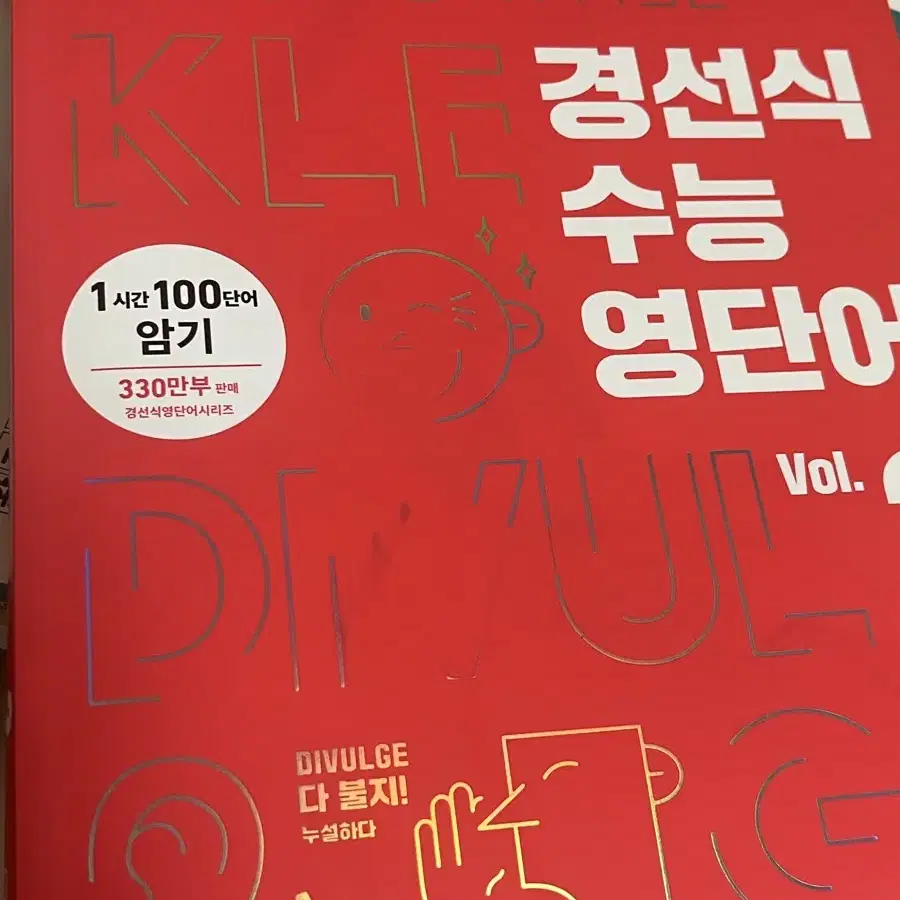 KLE
경선식
수능
영단어
1시간 100단어
암기
330만부 판매
경선식영단어시리즈
Vol.
DIVUL
DIVULGE
다 불지!
누설하다
G